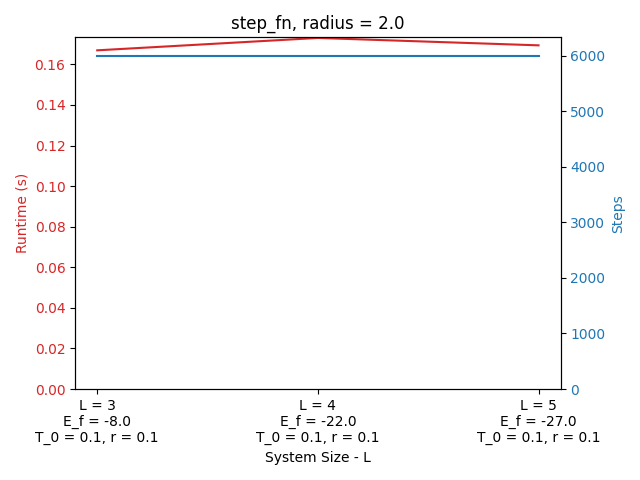 step_fn, radius = 2.0
0.16
0.14
0.12
0.10
0.08
0.06
0.04
0.02
0.00
Runtime (s)
6000
5000
4000
3000
2000
1000
0
Steps
L = 3
E_f = -8.0
T_0 = 0.1, r = 0.1
L = 4
E_f = -22.0
T_0 = 0.1, r = 0.1
L = 5
E_f = -27.0
T_0 = 0.1, r = 0.1
System Size - L